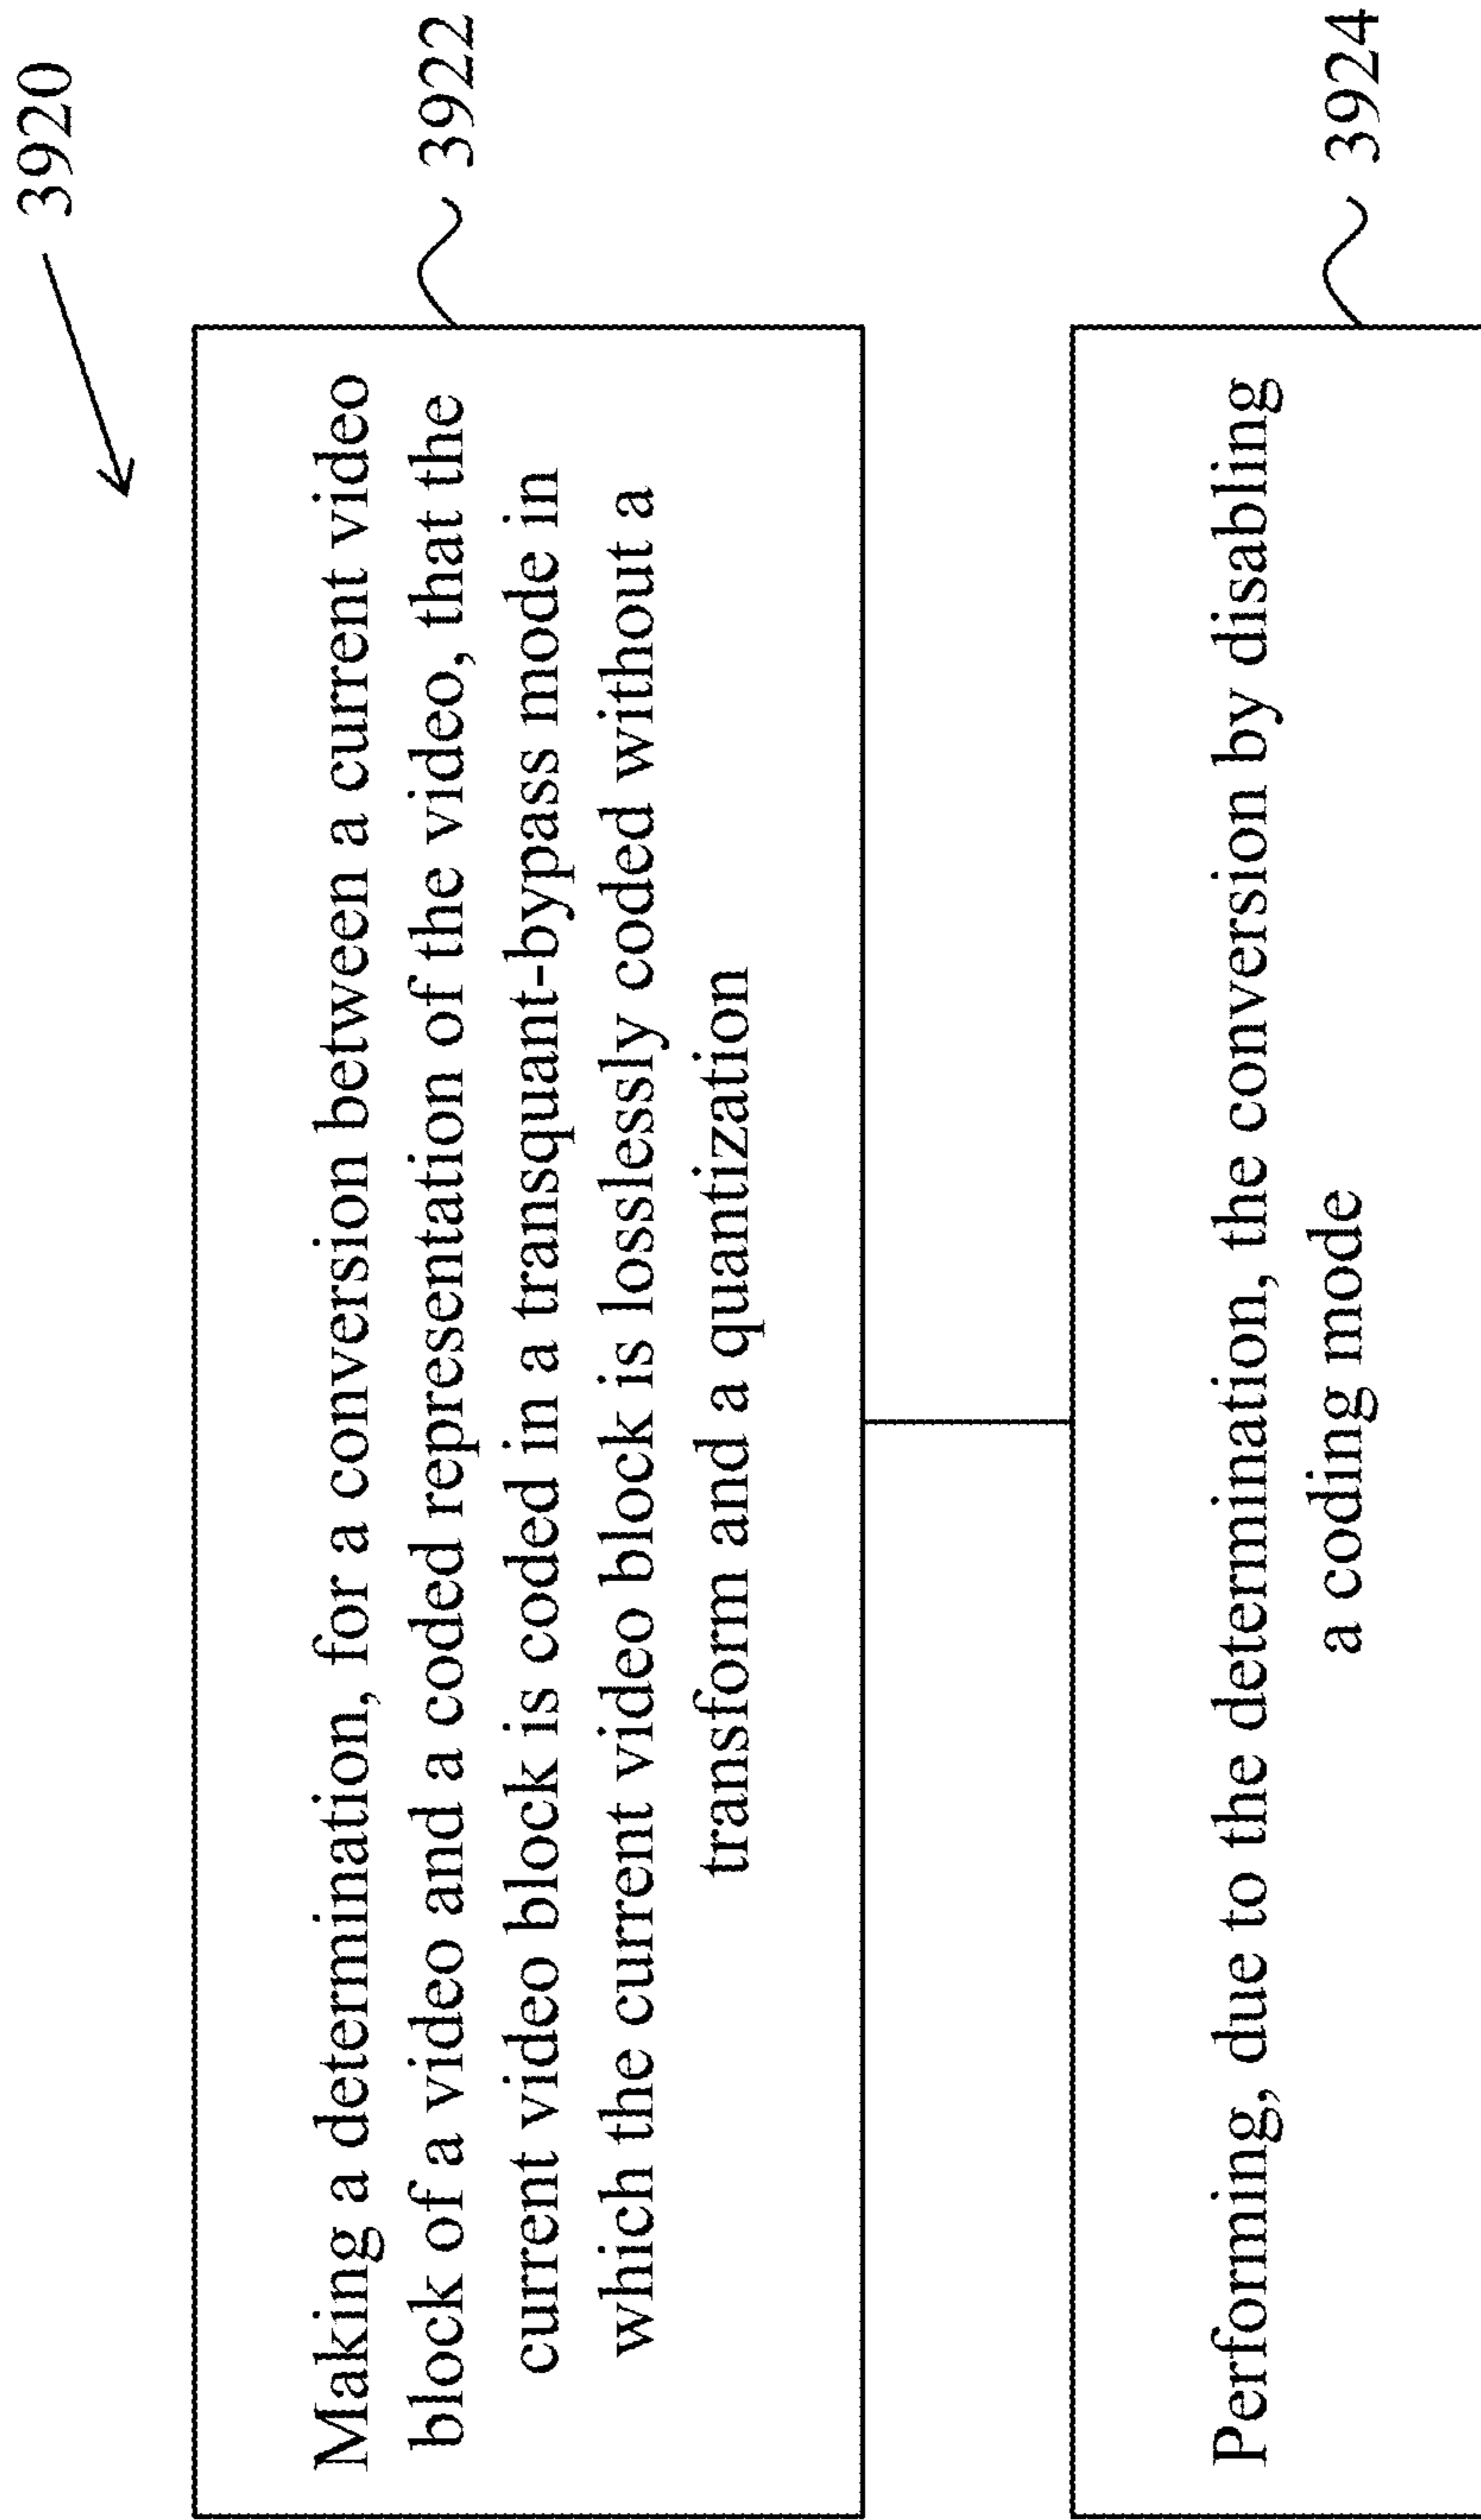 3920
Making a determination, for a conversion between a current video
block of a video and a coded representation of the video, that the
current video block is coded in a transquant-bypass mode in
which the current video block is losslessly coded without a
transform and a quantization
3922
Performing, due to the determination, the conversion by disabling
a coding mode
3924